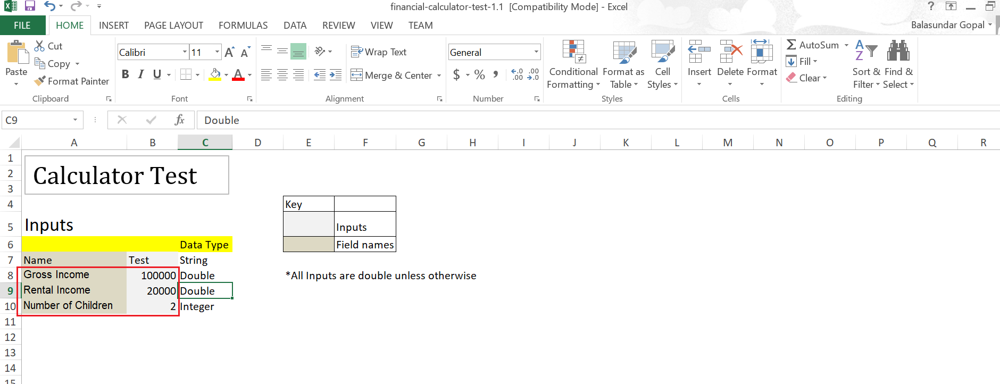 financial-calculator-test-1.1 [Compatibility Mode] - Excel
?
FILE HOME INSERT PAGE LAYOUT FORMULAS DATA REVIEW VIEW TEAM
Balasundar Gopal
Paste
Cut
Copy
Format Painter
Clipboard
Calibri 11
B I U
Font
Wrap Text
Merge & Center
Alignment
General
$ % ,
Number
Conditional Formatting
Format as Table
Cell Styles
Styles
Insert Delete Format
Cells
AutoSum
Fill
Clear
Sort & Filter
Find & Select
Editing
C9 fx Double
A B C D E F G H I J K L M N O P Q R
1
2 Calculator Test
3
4 Key
5 Inputs Inputs
6 Data Type Field names
7 Name Test String
8 Gross Income 100000 Double *All Inputs are double unless otherwise
9 Rental Income 20000 Double
10 Number of Children 2 Integer
11
12
13
14
15